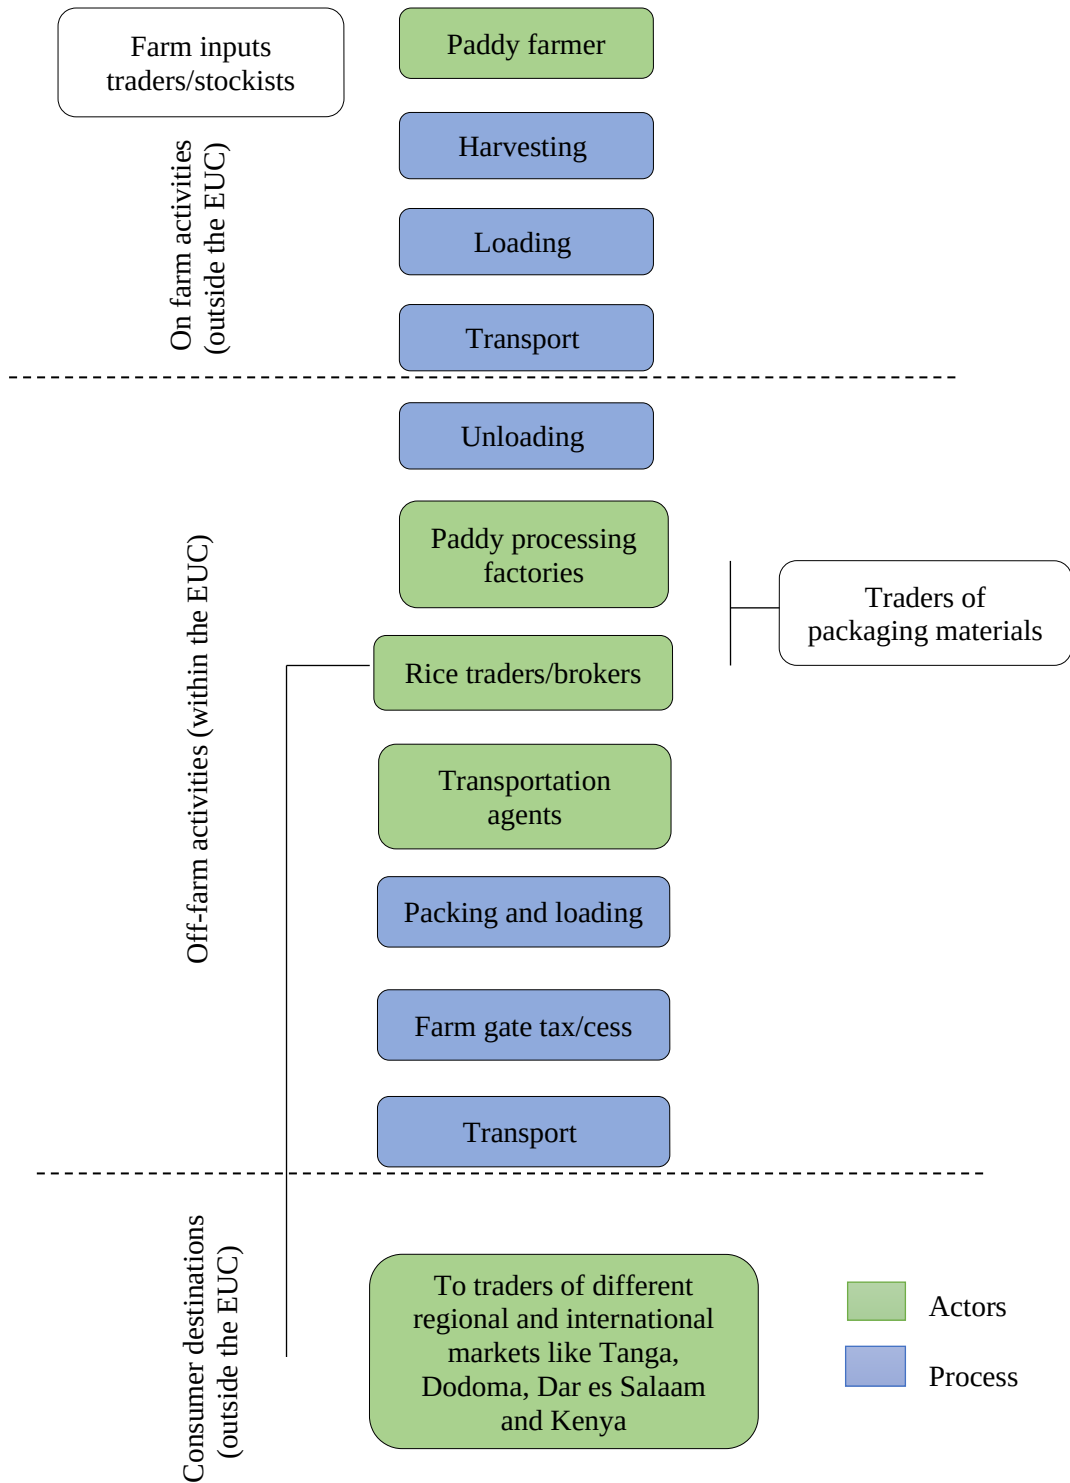 Farm inputs
traders/stockists
Paddy farmer
Harvesting
Loading
Transport
On farm activities
(outside the EUC)
Unloading
Paddy processing
factories
Traders of
packaging materials
Rice traders/brokers
Transportation
agents
Packing and loading
Farm gate tax/cess
Transport
Off-farm activities (within the EUC)
To traders of different
regional and international
markets like Tanga,
Dodoma, Dar es Salaam
and Kenya
Consumer destinations
(outside the EUC)
Actors
Process